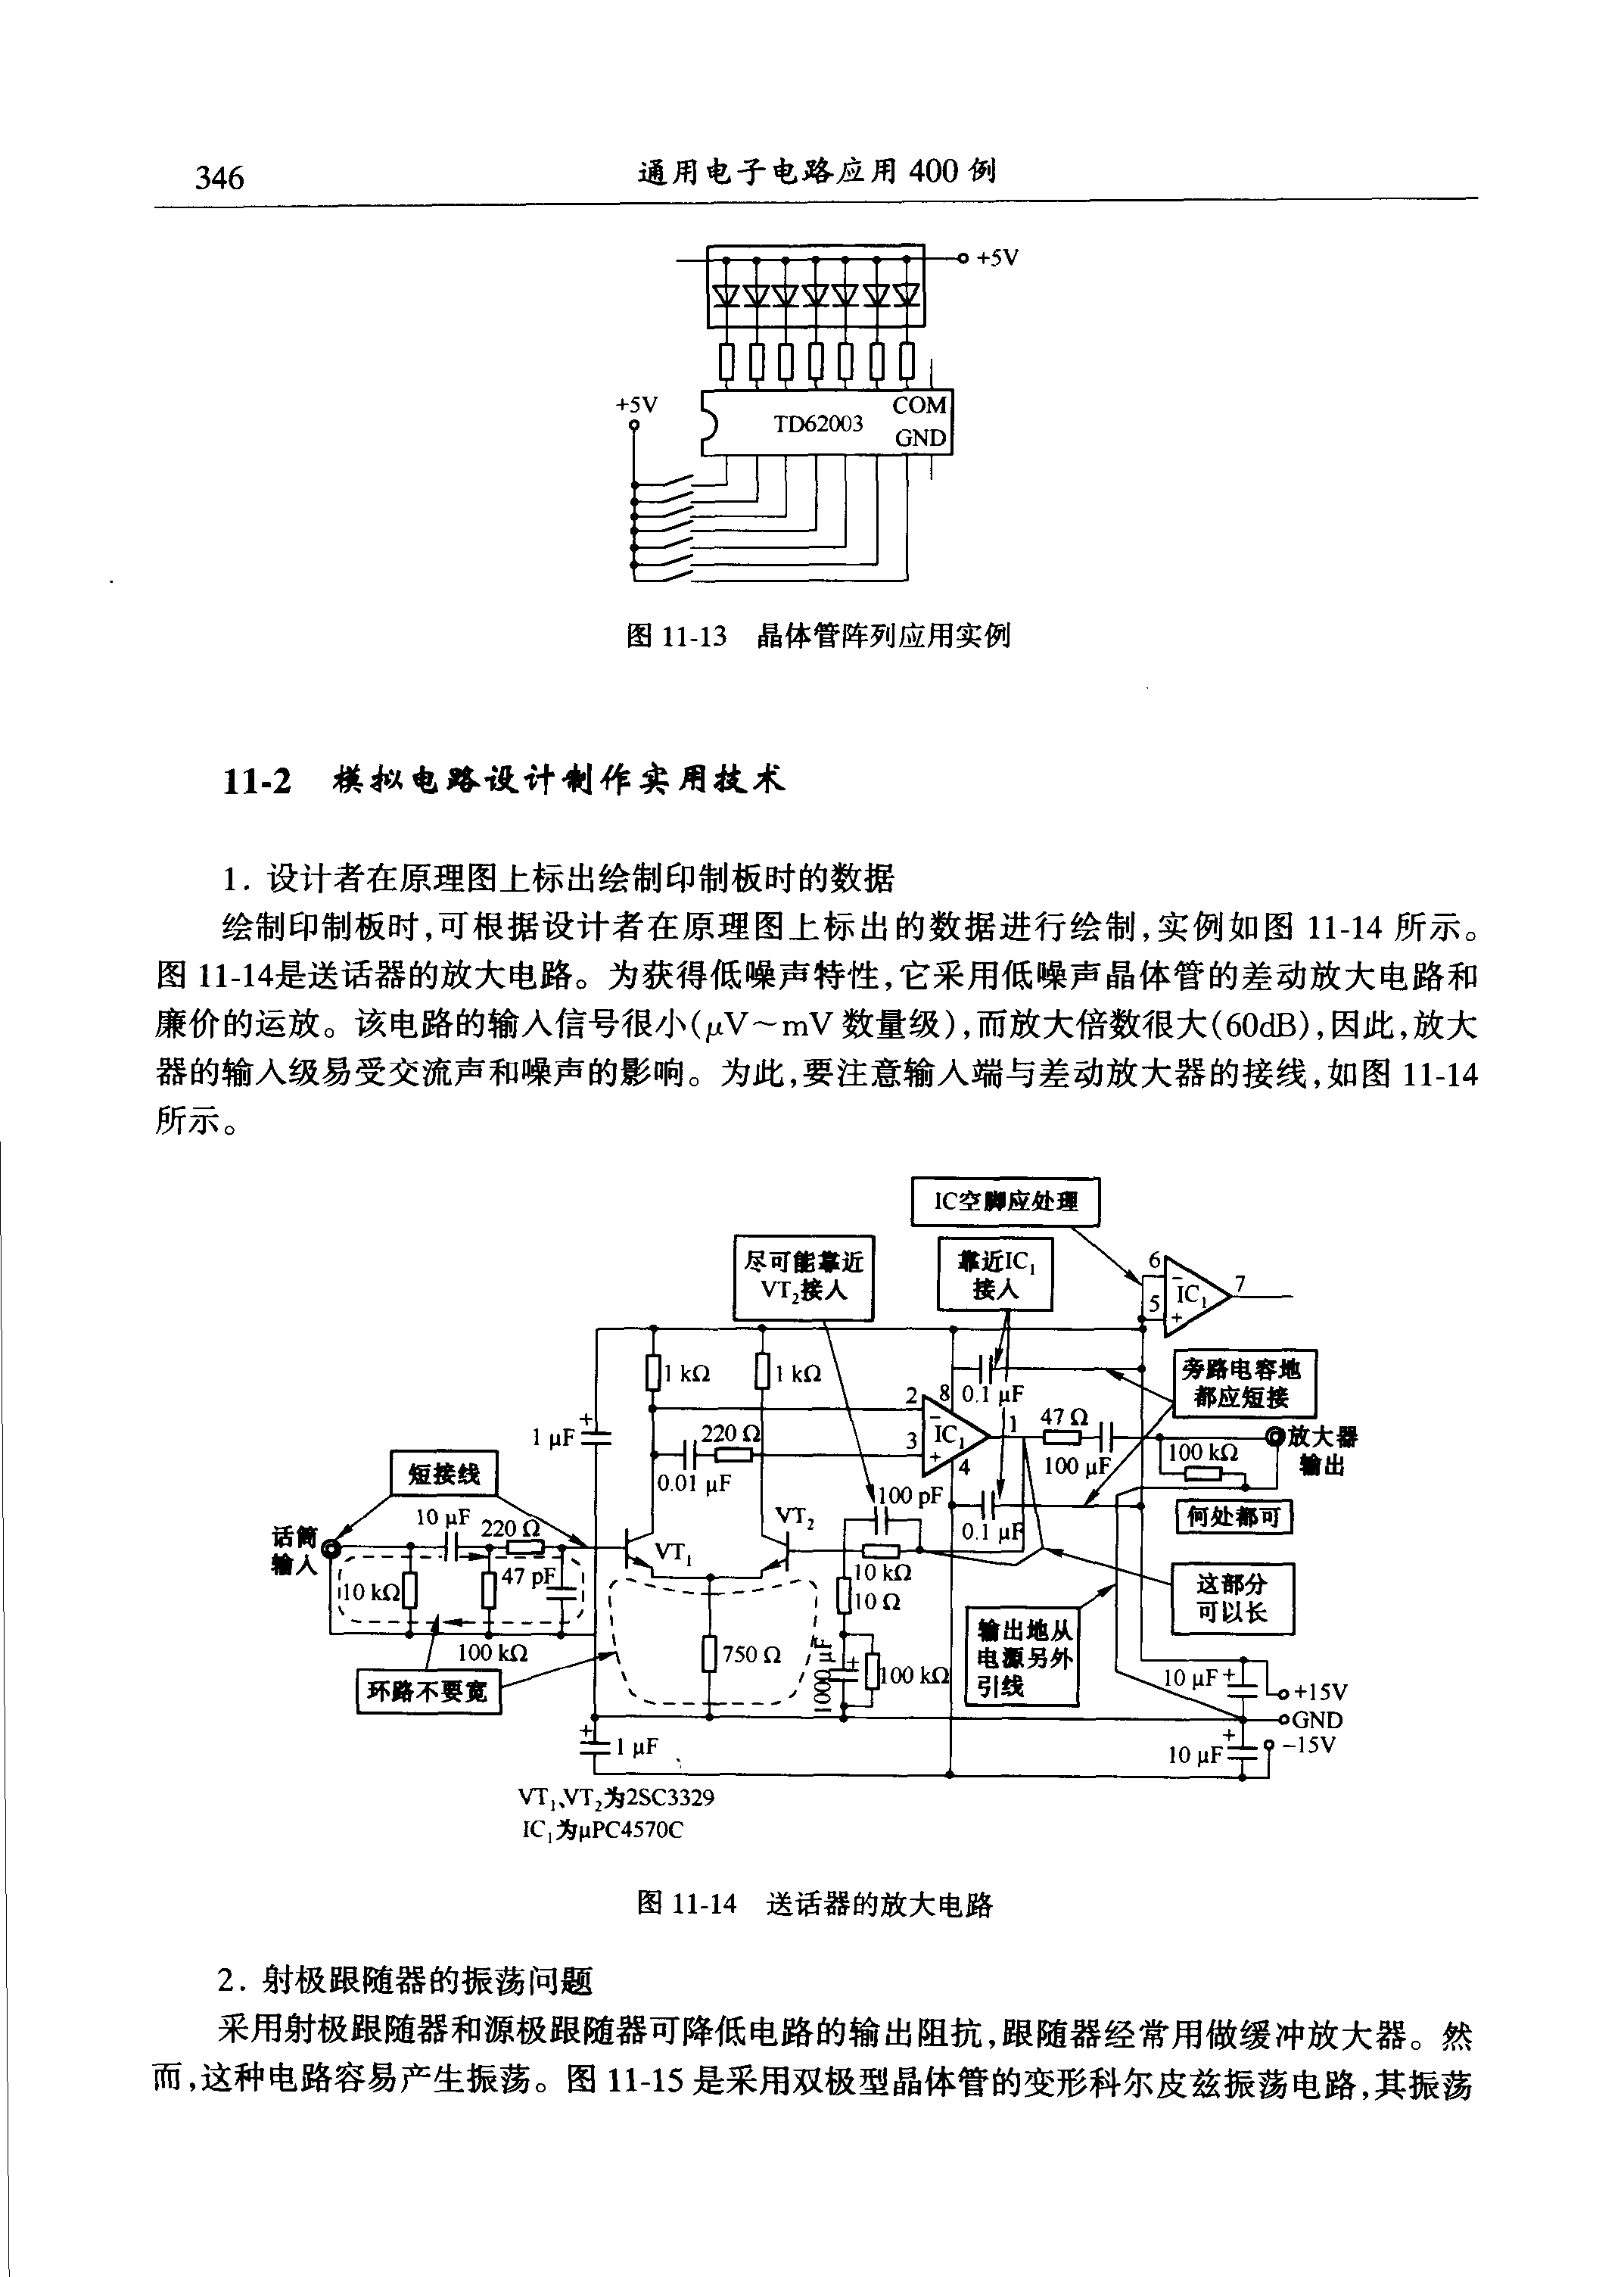 346
通用电子电路应用 400 例
+5V
+5V
COM
TD62003
GND
图 11-13 晶体管阵列应用实例
11-2 模拟电路设计制作实用技术
1. 设计者在原理图上标出绘制印制板时的数据
绘制印制板时,可根据设计者在原理图上标出的数据进行绘制,实例如图 11-14 所示。
图 11-14是送话器的放大电路。为获得低噪声特性,它采用低噪声晶体管的差动放大电路和
廉价的运放。该电路的输入信号很小(μV～mV 数量级),而放大倍数很大(60dB),因此,放大
器的输入级易受交流声和噪声的影响。为此,要注意输入端与差动放大器的接线,如图 11-14
所示。
IC空脚应处理
尽可能靠近
VT₂接入
靠近IC₁
接入
6
5
IC₁
7
−
+
1 kΩ
1 kΩ
旁路电容地
都应短接
2
8
0.1 μF
+
1 μF
220 Ω
3
−
IC₁
+
1
47 Ω
放大器
输出
短接线
0.01 μF
4
100 μF
100 kΩ
10 μF
220 Ω
VT₂
100 pF
0.1 μF
何处都可
话筒
输入
VT₁
10 kΩ
47 pF
10 kΩ
10 Ω
这部分
可以长
100 kΩ
750 Ω
1000 μF
+
100 kΩ
输出地从
电源另外
引线
环路不要宽
10 μF
+
+15V
GND
−15V
+
1 μF
10 μF
+
VT₁、VT₂为2SC3329
IC₁为μPC4570C
图 11-14 送话器的放大电路
2. 射极跟随器的振荡问题
采用射极跟随器和源极跟随器可降低电路的输出阻抗,跟随器经常用做缓冲放大器。然
而,这种电路容易产生振荡。图 11-15 是采用双极型晶体管的变形科尔皮兹振荡电路,其振荡